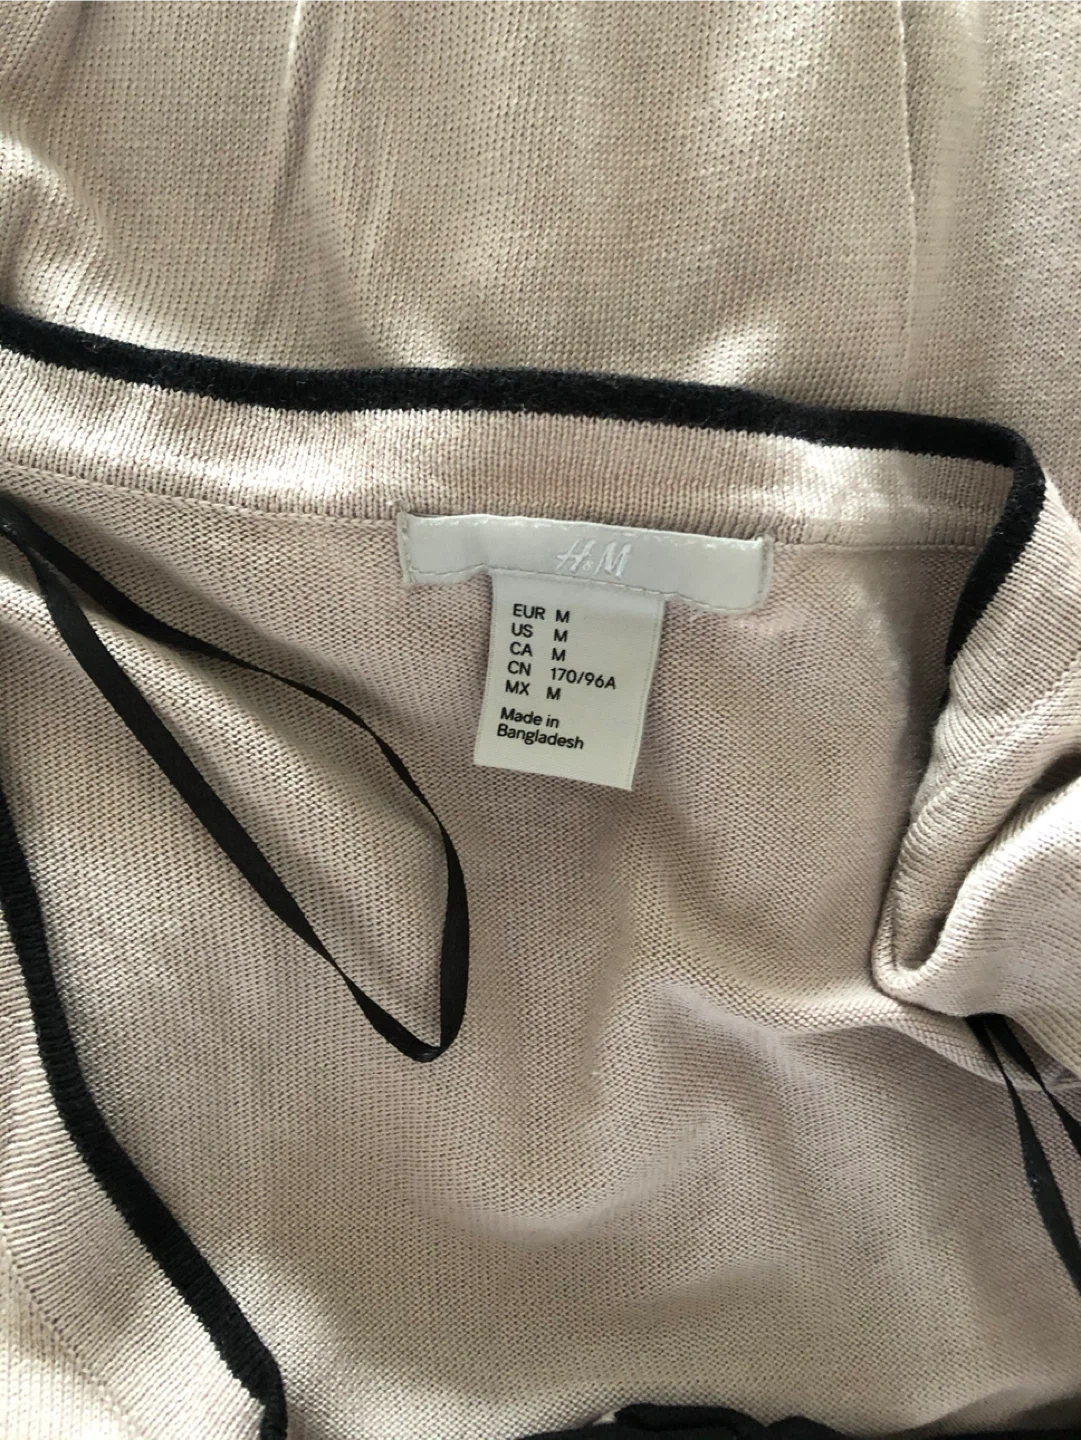 H&M
EUR M
US M
CA M
CN 170/96A
MX M
Made in
Bangladesh